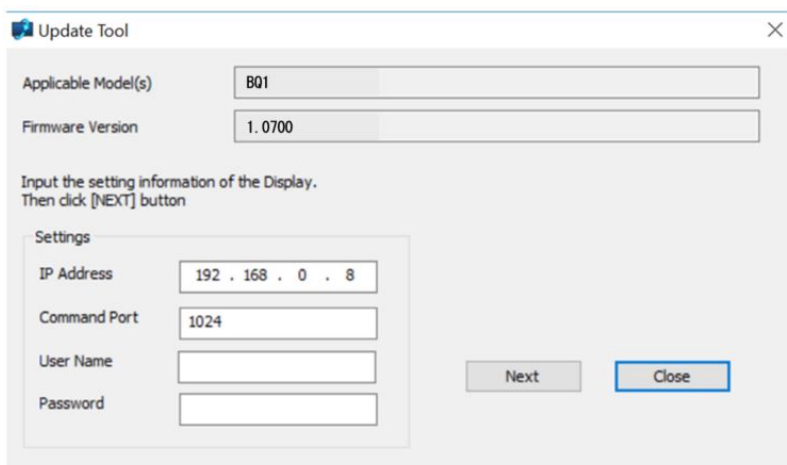 Update Tool
Applicable Model(s) BQ1
Firmware Version 1.0700
Input the setting information of the Display.
Then click [NEXT] button
Settings
IP Address 192 . 168 . 0 . 8
Command Port 1024
User Name
Next Close
Password